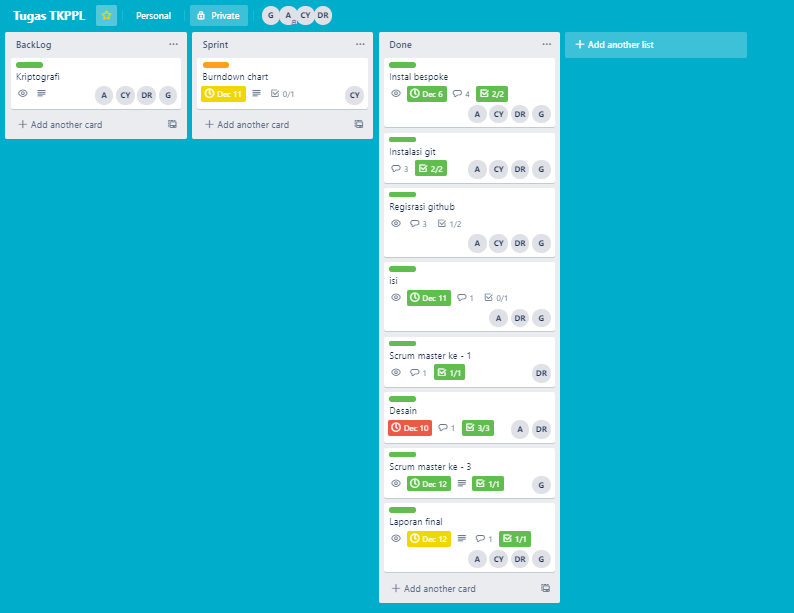 Tugas TKPPL Personal Private G A CY DR
BackLog
Kriptografi
A CY DR G
Add another card
Sprint
Burndown chart
Dec 11 0/1 CY
Add another card
Done
Instal bespoke
Dec 6 4 2/2
A CY DR G
Instalasi git
3 2/2 A CY DR G
Regisrasi github
3 1/2
A CY DR G
isi
Dec 11 1 0/1
A DR G
Scrum master ke - 1
1 1/1 DR
Desain
Dec 10 1 3/3 A DR
Scrum master ke - 3
Dec 12 1/1 G
Laporan final
Dec 12 1 1/1
A CY DR G
Add another card
Add another list